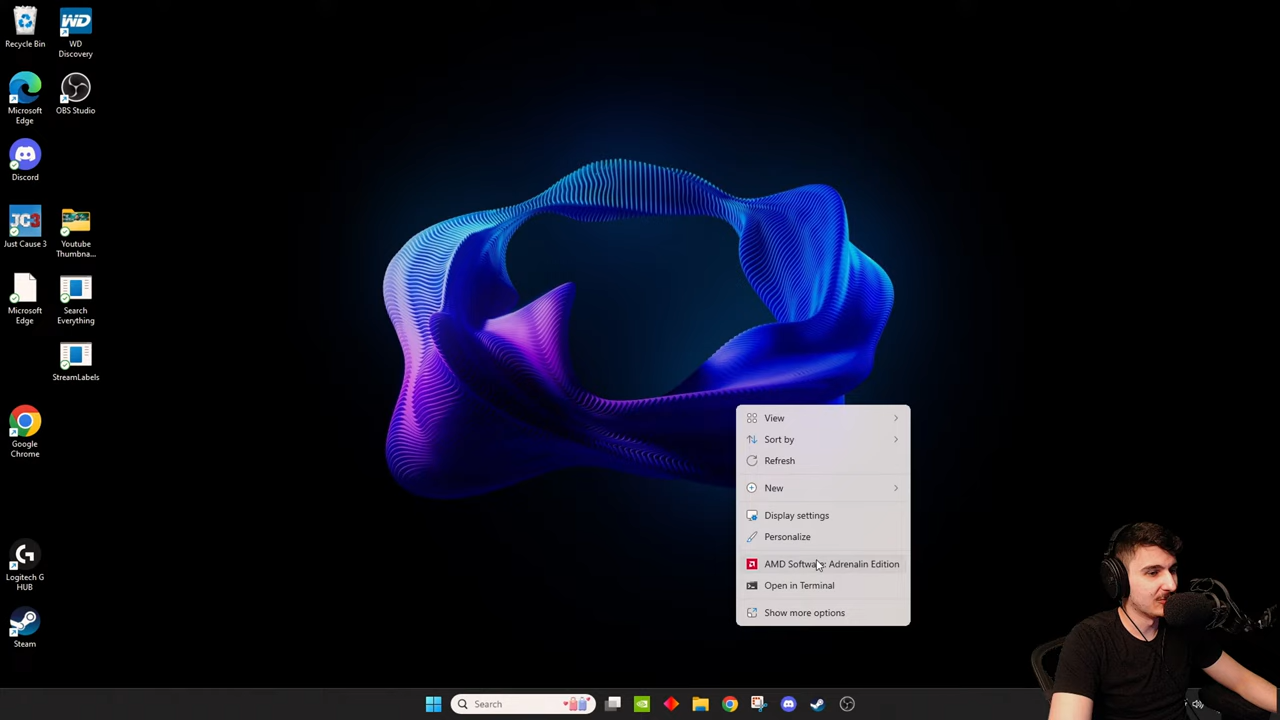 Recycle Bin
WD
Discovery
Microsoft
Edge
OBS Studio
Discord
JC3
Just Cause 3
Youtube
Thumbna...
Microsoft
Edge
Search
Everything
StreamLabels
Google
Chrome
Logitech G
HUB
Steam
View
Sort by
Refresh
New
Display settings
Personalize
AMD Software: Adrenalin Edition
Open in Terminal
Show more options
Search